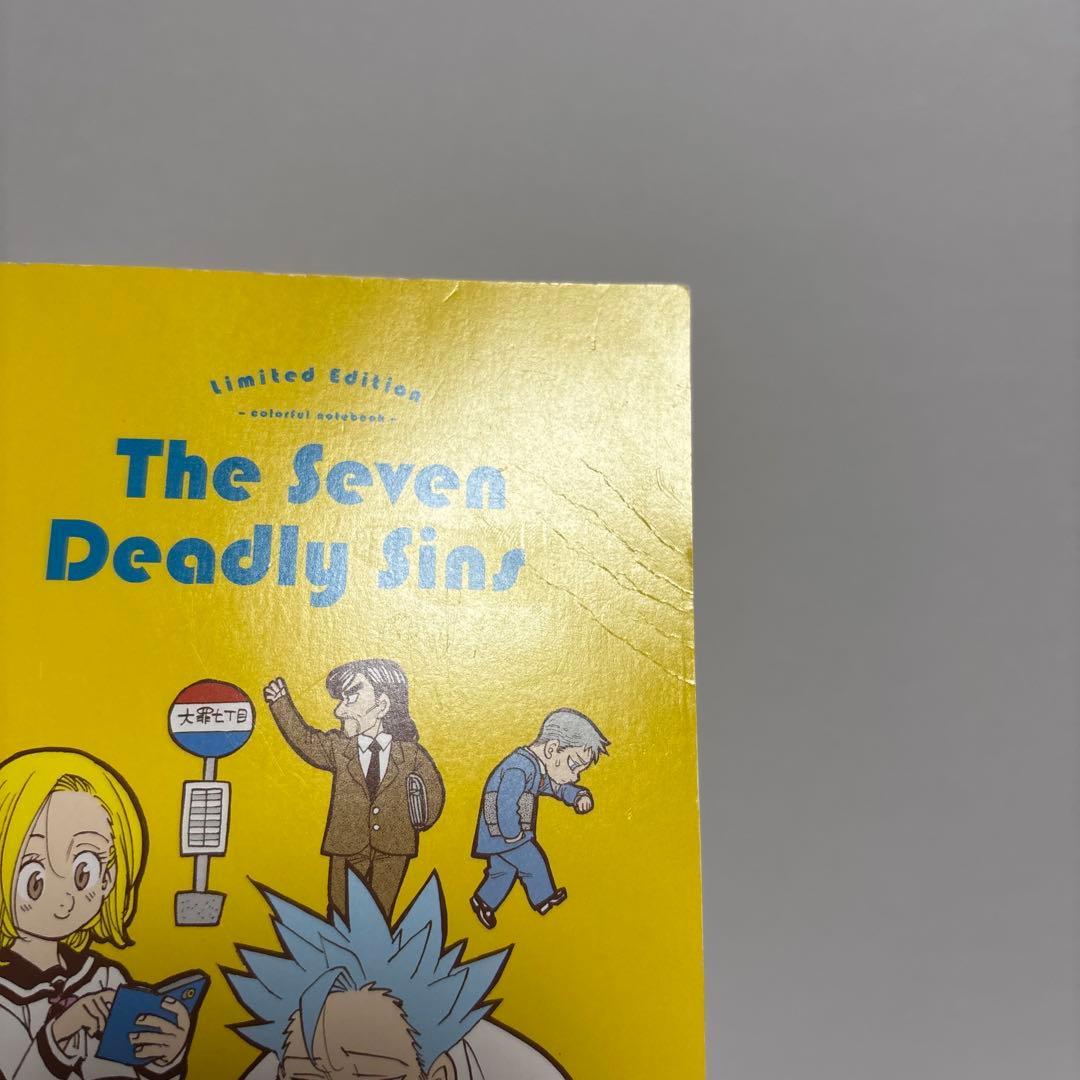 Limited Edition
- colorful notebook -
The Seven
Deadly Sins
大罪七丁目